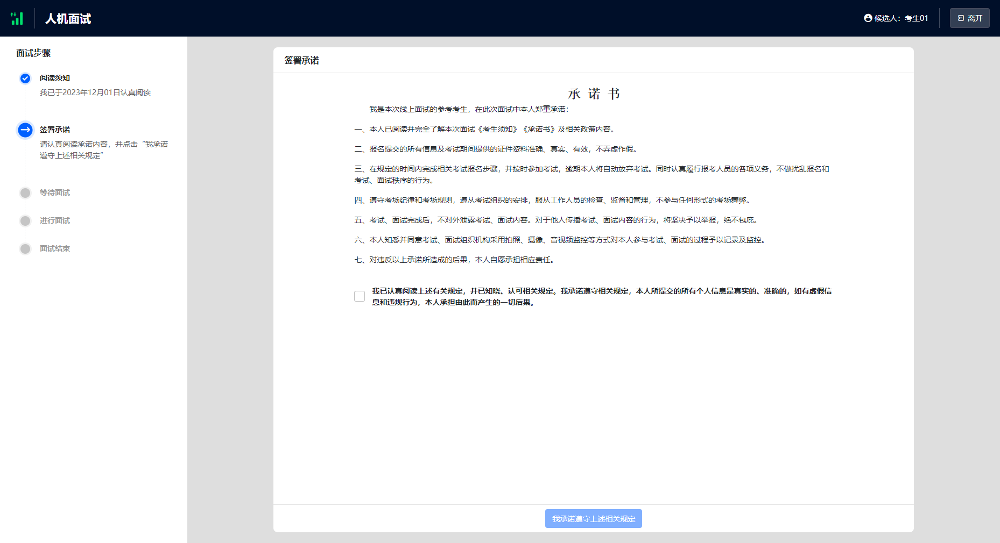 人机面试
候选人：考生01
离开
面试步骤
阅读须知
我已于2023年12月01日认真阅读
签署承诺
请认真阅读承诺内容，并点击“我承诺
遵守上述相关规定”
等待面试
进行面试
面试结束
签署承诺
承 诺 书
我是本次线上面试的参考考生，在此次面试中本人郑重承诺：
一、本人已阅读并完全了解本次面试《考生须知》《承诺书》及相关政策内容。
二、报名提交的所有信息及考试期间提供的证件资料准确、真实、有效，不弄虚作假。
三、在规定的时间内完成相关考试报名步骤，并按时参加考试，逾期本人将自动放弃考试。同时认真履行报考人员的各项义务，不做扰乱报名和
考试、面试秩序的行为。
四、遵守考场纪律和考场规则，遵从考试组织的安排，服从工作人员的检查、监督和管理，不参与任何形式的考场舞弊。
五、考试、面试完成后，不对外泄露考试、面试内容。对于他人传播考试、面试内容的行为，将坚决予以举报，绝不包庇。
六、本人知悉并同意考试、面试组织机构采用拍照、摄像、音视频监控等方式对本人参与考试、面试的过程予以记录及监控。
七、对违反以上承诺所造成的后果，本人自愿承担相应责任。
我已认真阅读上述有关规定，并已知晓、认可相关规定。我承诺遵守相关规定，本人所提交的所有个人信息是真实的、准确的，如有虚假信
息和违规行为，本人承担由此而产生的一切后果。
我承诺遵守上述相关规定